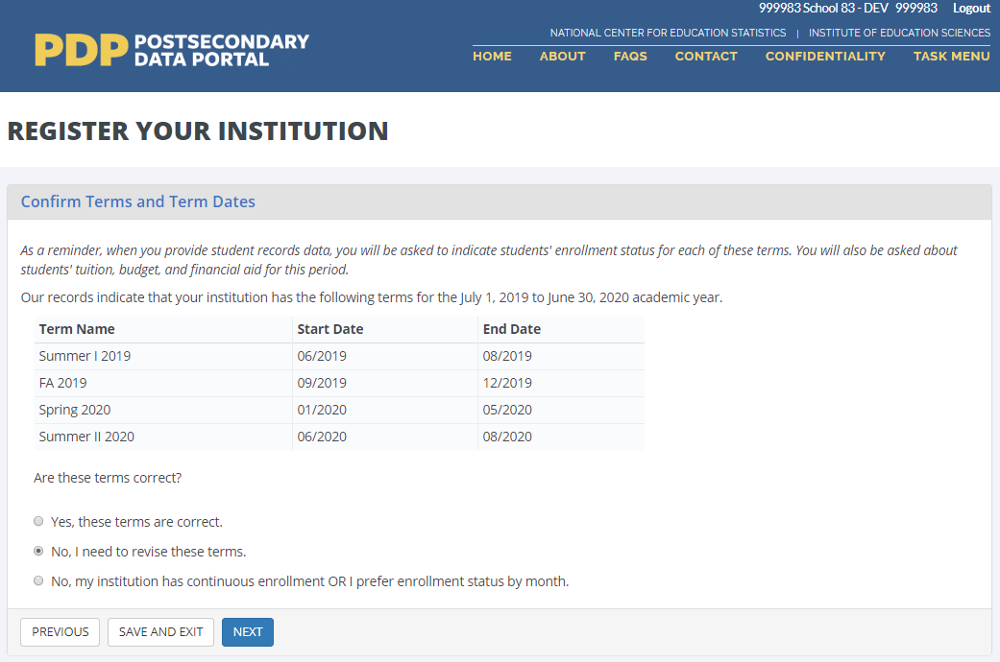 999983 School 83 - DEV 999983 Logout
PDP POSTSECONDARY DATA PORTAL
NATIONAL CENTER FOR EDUCATION STATISTICS | INSTITUTE OF EDUCATION SCIENCES
HOME ABOUT FAQS CONTACT CONFIDENTIALITY TASK MENU
REGISTER YOUR INSTITUTION
Confirm Terms and Term Dates
As a reminder, when you provide student records data, you will be asked to indicate students' enrollment status for each of these terms. You will also be asked about
students' tuition, budget, and financial aid for this period.
Our records indicate that your institution has the following terms for the July 1, 2019 to June 30, 2020 academic year.
Term Name Start Date End Date
Summer I 2019 06/2019 08/2019
FA 2019 09/2019 12/2019
Spring 2020 01/2020 05/2020
Summer II 2020 06/2020 08/2020
Are these terms correct?
Yes, these terms are correct.
No, I need to revise these terms.
No, my institution has continuous enrollment OR I prefer enrollment status by month.
PREVIOUS SAVE AND EXIT NEXT